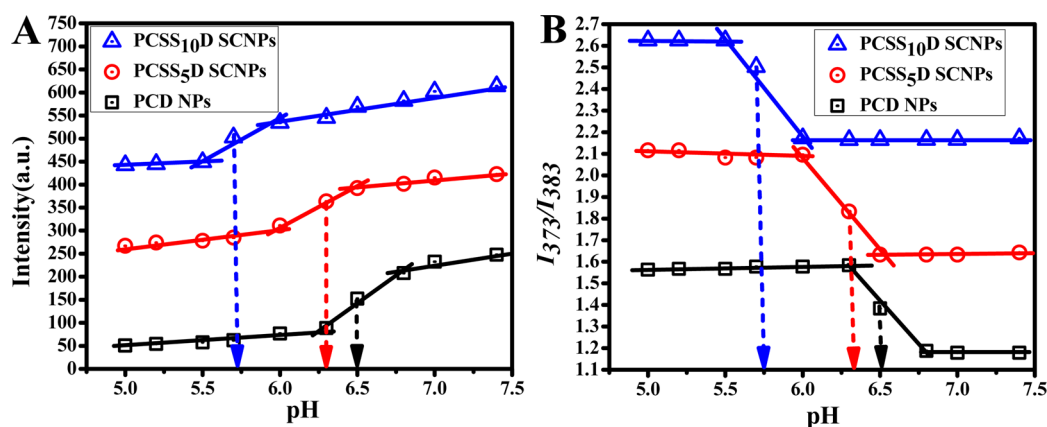 A
750
700
650
600
550
500
450
400
350
300
250
200
150
100
50
0
Intensity(a.u.)
PCSS10D SCNPs
PCSS5D SCNPs
PCD NPs
5.0 5.5 6.0 6.5 7.0 7.5
pH
B
2.7
2.6
2.5
2.4
2.3
2.2
2.1
2.0
1.9
1.8
1.7
1.6
1.5
1.4
1.3
1.2
1.1
I373/I383
PCSS10D SCNPs
PCSS5D SCNPs
PCD NPs
5.0 5.5 6.0 6.5 7.0 7.5
pH